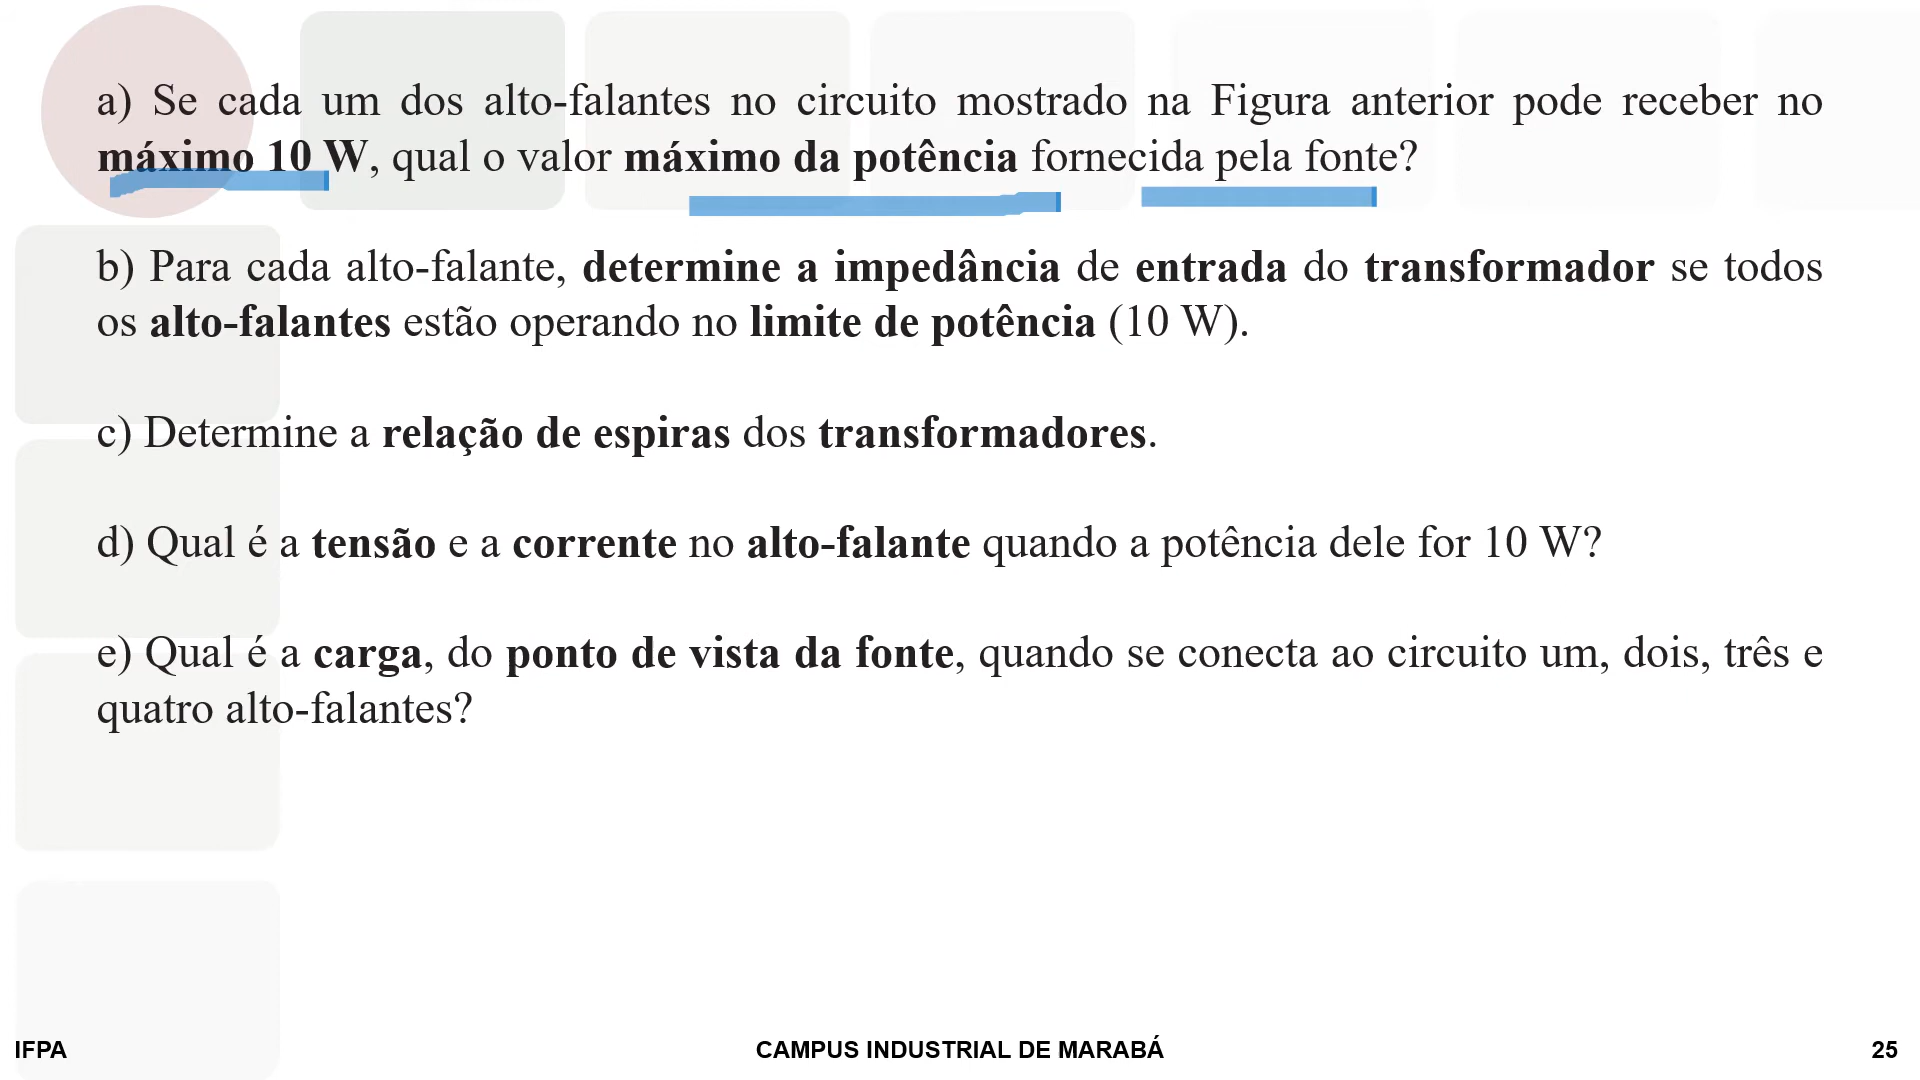 a) Se cada um dos alto-falantes no circuito mostrado na Figura anterior pode receber no
máximo 10 W, qual o valor máximo da potência fornecida pela fonte?
b) Para cada alto-falante, determine a impedância de entrada do transformador se todos
os alto-falantes estão operando no limite de potência (10 W).
c) Determine a relação de espiras dos transformadores.
d) Qual é a tensão e a corrente no alto-falante quando a potência dele for 10 W?
e) Qual é a carga, do ponto de vista da fonte, quando se conecta ao circuito um, dois, três e
quatro alto-falantes?
IFPA
CAMPUS INDUSTRIAL DE MARABÁ
25